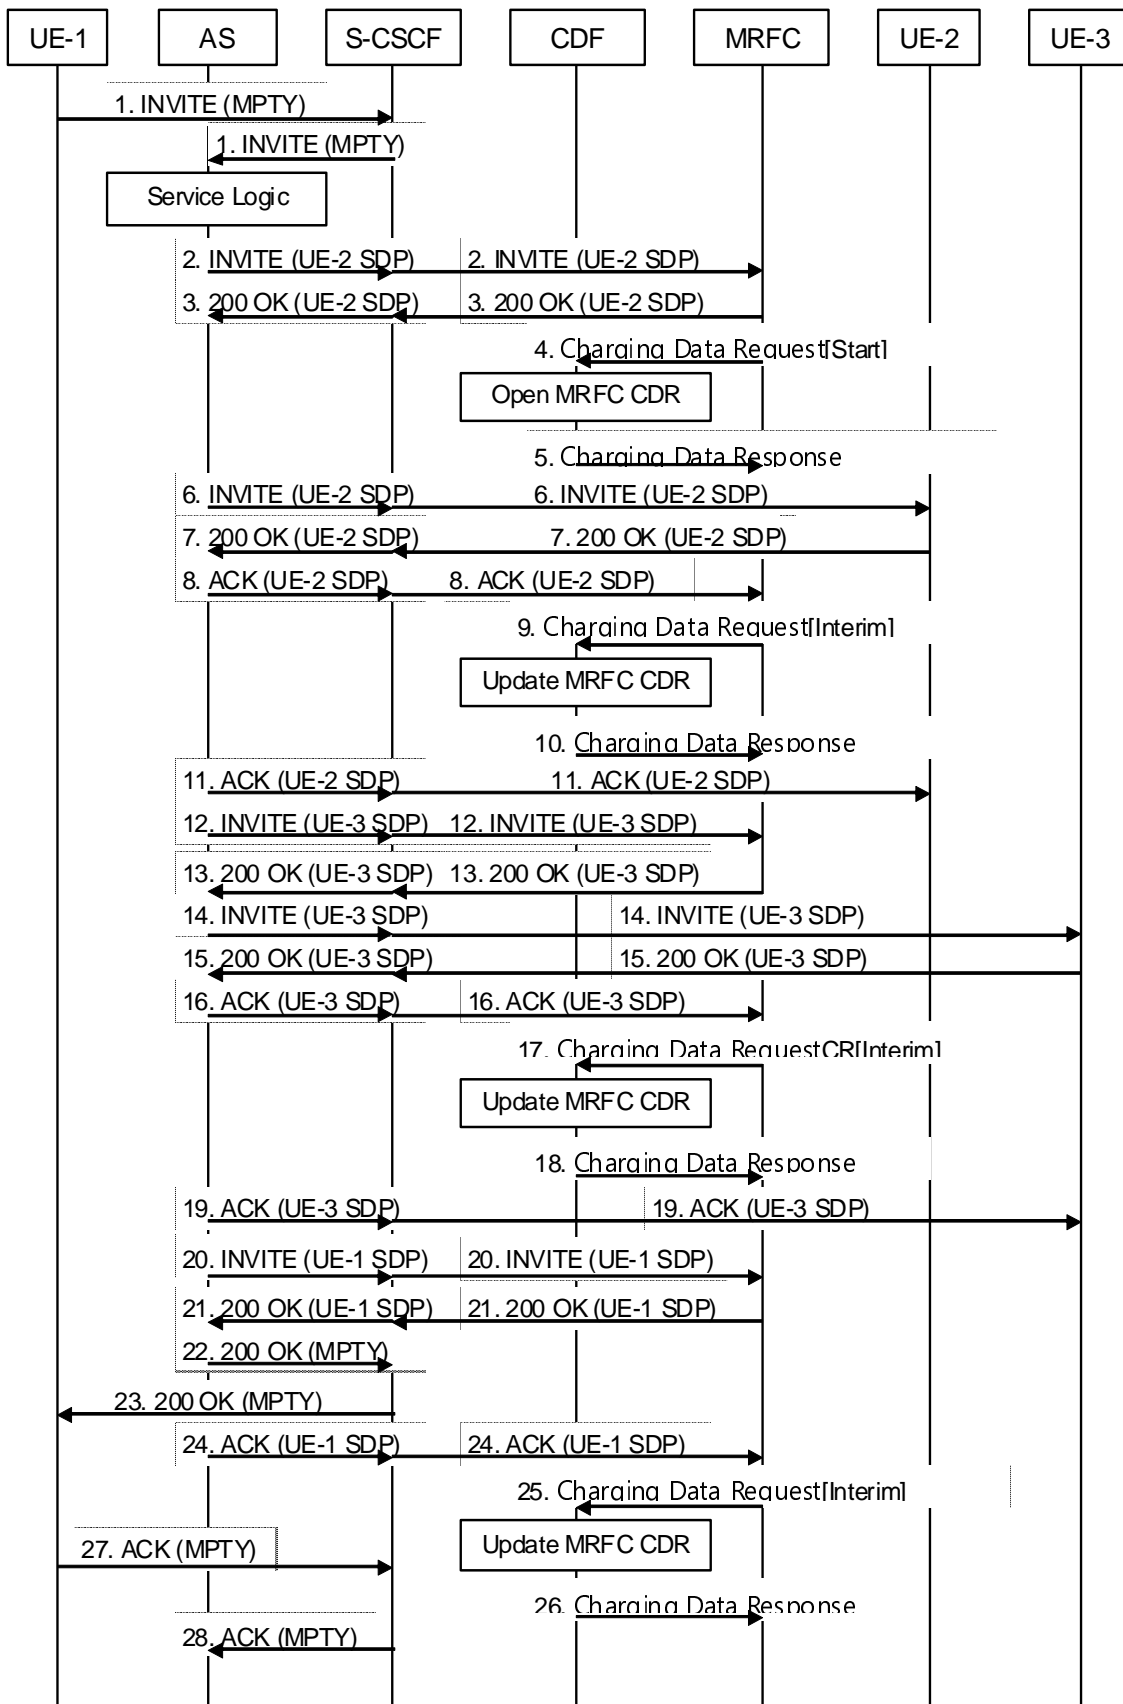 UE-1 AS S-CSCF CDF MRFC UE-2 UE-3
1. INVITE (MPTY)
1. INVITE (MPTY)
Service Logic
2. INVITE (UE-2 SDP) 2. INVITE (UE-2 SDP)
3. 200 OK (UE-2 SDP) 3. 200 OK (UE-2 SDP)
4. Charging Data Request[Start]
Open MRFC CDR
5. Charging Data Response
6. INVITE (UE-2 SDP) 6. INVITE (UE-2 SDP)
7. 200 OK (UE-2 SDP) 7. 200 OK (UE-2 SDP)
8. ACK (UE-2 SDP) 8. ACK (UE-2 SDP)
9. Charging Data Request[Interim]
Update MRFC CDR
10. Charging Data Response
11. ACK (UE-2 SDP) 11. ACK (UE-2 SDP)
12. INVITE (UE-3 SDP) 12. INVITE (UE-3 SDP)
13. 200 OK (UE-3 SDP) 13. 200 OK (UE-3 SDP)
14. INVITE (UE-3 SDP) 14. INVITE (UE-3 SDP)
15. 200 OK (UE-3 SDP) 15. 200 OK (UE-3 SDP)
16. ACK (UE-3 SDP) 16. ACK (UE-3 SDP)
17. Charging Data RequestCR[Interim]
Update MRFC CDR
18. Charging Data Response
19. ACK (UE-3 SDP) 19. ACK (UE-3 SDP)
20. INVITE (UE-1 SDP) 20. INVITE (UE-1 SDP)
21. 200 OK (UE-1 SDP) 21. 200 OK (UE-1 SDP)
22. 200 OK (MPTY)
23. 200 OK (MPTY)
24. ACK (UE-1 SDP) 24. ACK (UE-1 SDP)
25. Charging Data Request[Interim]
Update MRFC CDR
27. ACK (MPTY)
26. Charging Data Response
28. ACK (MPTY)